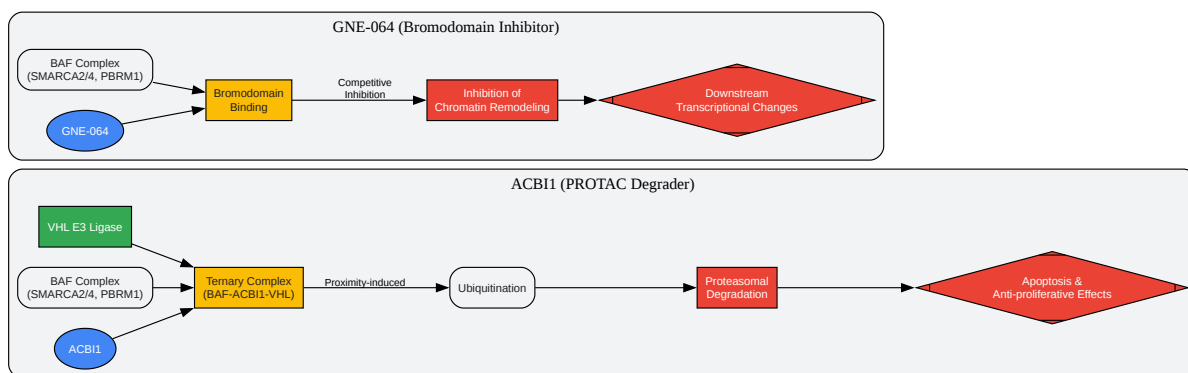 GNE-064 (Bromodomain Inhibitor)
BAF Complex
(SMARCA2/4, PBRM1)
GNE-064
Bromodomain
Binding
Competitive
Inhibition
Inhibition of
Chromatin Remodeling
Downstream
Transcriptional Changes
ACBI1 (PROTAC Degrader)
VHL E3 Ligase
BAF Complex
(SMARCA2/4, PBRM1)
ACBI1
Ternary Complex
(BAF-ACBI1-VHL)
Proximity-induced
Ubiquitination
Proteasomal
Degradation
Apoptosis &
Anti-proliferative Effects